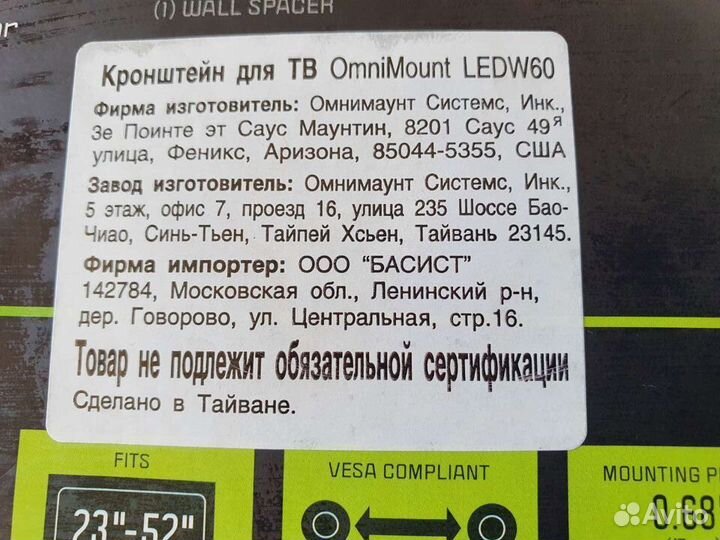 (1) WALL SPACER
Кронштейн для ТВ OmniMount LEDW60
Фирма изготовитель: Омнимаунт Системс, Инк.,
Зе Поинте эт Саус Маунтин, 8201 Саус 49я
улица, Феникс, Аризона, 85044-5355, США
Завод изготовитель: Омнимаунт Системс, Инк.,
5 этаж, офис 7, проезд 16, улица 235 Шоссе Бао-
Чиао, Синь-Тьен, Тайпей Хсьен, Тайвань 23145.
Фирма импортер: ООО "БАСИСТ"
142784, Московская обл., Ленинский р-н,
дер. Говорово, ул. Центральная, стр.16.
Товар не подлежит обязательной сертификации
Сделано в Тайване.
FITS
VESA COMPLIANT
MOUNTING
23"-52"
0.68
Avito